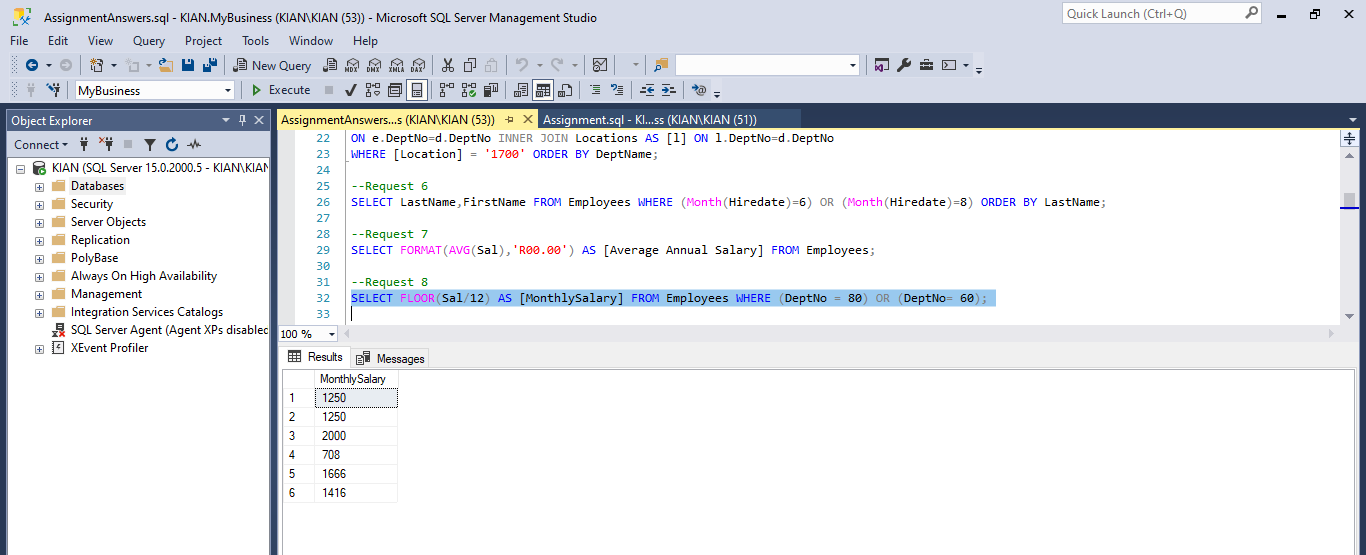 AssignmentAnswers.sql - KIAN.MyBusiness (KIAN\KIAN (53)) - Microsoft SQL Server Management Studio
Quick Launch (Ctrl+Q)
File Edit View Query Project Tools Window Help
New Query MDX DMX XMLA DAX
MyBusiness Execute
Object Explorer
AssignmentAnswers...s (KIAN\KIAN (53)) Assignment.sql - KI...ss (KIAN\KIAN (51))
Connect
KIAN (SQL Server 15.0.2000.5 - KIAN\KIAN
Databases
Security
Server Objects
Replication
PolyBase
Always On High Availability
Management
Integration Services Catalogs
SQL Server Agent (Agent XPs disabled
XEvent Profiler
22 ON e.DeptNo=d.DeptNo INNER JOIN Locations AS [l] ON l.DeptNo=d.DeptNo
23 WHERE [Location] = '1700' ORDER BY DeptName;
24
25 --Request 6
26 SELECT LastName,FirstName FROM Employees WHERE (Month(Hiredate)=6) OR (Month(Hiredate)=8) ORDER BY LastName;
27
28 --Request 7
29 SELECT FORMAT(AVG(Sal),'R00.00') AS [Average Annual Salary] FROM Employees;
30
31 --Request 8
32 SELECT FLOOR(Sal/12) AS [MonthlySalary] FROM Employees WHERE (DeptNo = 80) OR (DeptNo= 60);
33
100 %
Results Messages
MonthlySalary
1 1250
2 1250
3 2000
4 708
5 1666
6 1416